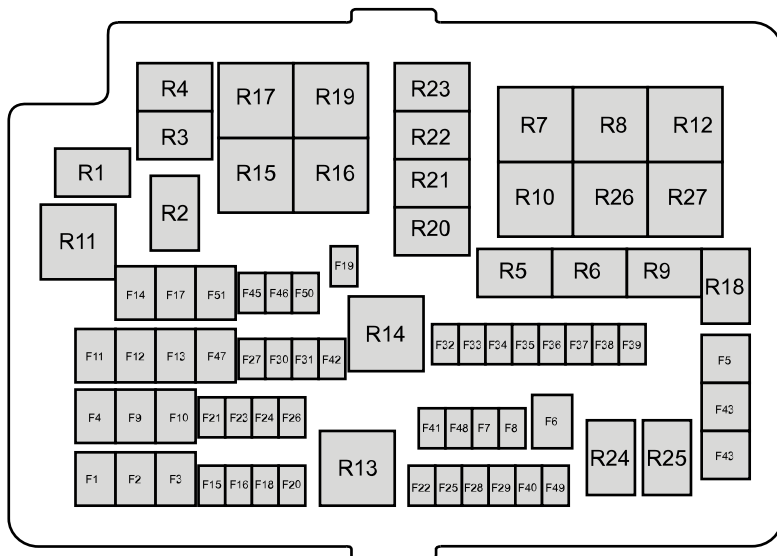 R4 R17 R19 R23
R3 R22
R7 R8 R12
R1 R15 R16 R21
R2 R20
R10 R26 R27
R11
F19
R5 R6 R9 R18
F14 F17 F51 F45 F46 F50
R14
F11 F12 F13 F47 F27 F30 F31 F42
F32 F33 F34 F35 F36 F37 F38 F39
F5
F4 F9 F10 F21 F23 F24 F26
F41 F48 F7 F8 F6
F43
R13 R24 R25 F43
F1 F2 F3 F15 F16 F18 F20
F22 F25 F28 F29 F40 F49